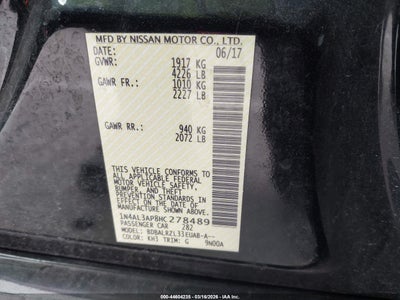 MFD BY NISSAN MOTOR CO., LTD.
DATE: 06/17
GVWR: 1917 KG
4226 LB
GAWR FR.: 1010 KG
2227 LB
GAWR RR.: 940 KG
2072 LB
THIS VEHICLE CONFORMS TO ALL
APPLICABLE FEDERAL
MOTOR VEHICLE SAFETY,
BUMPER, AND THEFT
PREVENTION STANDARDS
IN EFFECT ON THE DATE OF
MANUFACTURE SHOWN ABOVE.
1N4AL3AP8HC278489
PASSENGER CAR 282
MODEL: BDBALRZL33EUAB-A--
COLOR: KH3 TRIM: G 9N00A
000-44604235 - 03/18/2026 - IAA